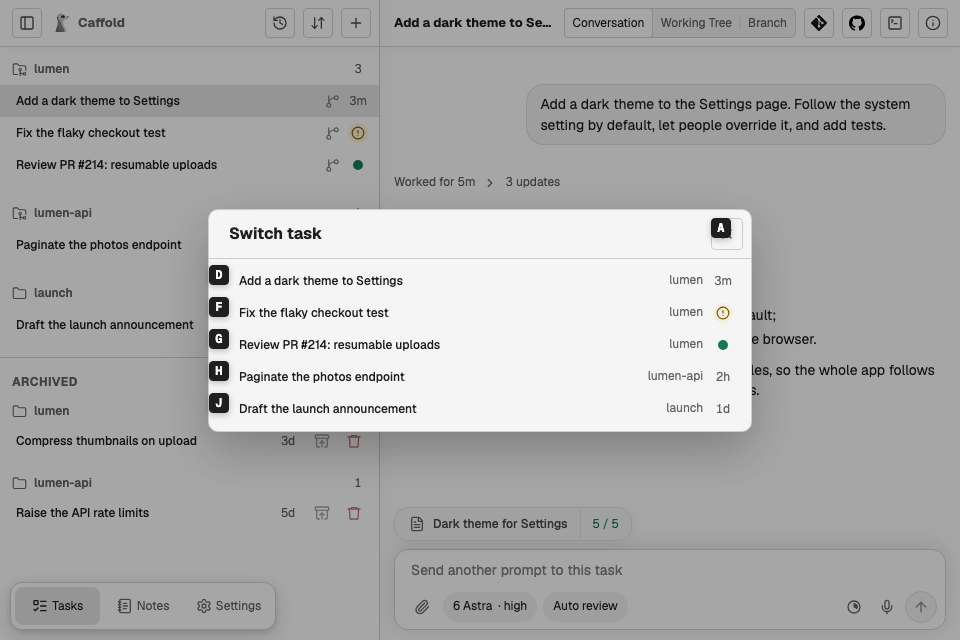 Caffold
Add a dark theme to Se...
Conversation
Working Tree
Branch
lumen 3
Add a dark theme to Settings 3m
Fix the flaky checkout test
Review PR #214: resumable uploads
lumen-api
Paginate the photos endpoint
launch
Draft the launch announcement
ARCHIVED
lumen
Compress thumbnails on upload 3d
lumen-api 1
Raise the API rate limits 5d
Tasks
Notes
Settings
Add a dark theme to the Settings page. Follow the system
setting by default, let people override it, and add tests.
Worked for 5m
3 updates
Switch task
A
D Add a dark theme to Settings lumen 3m
F Fix the flaky checkout test lumen
G Review PR #214: resumable uploads lumen
H Paginate the photos endpoint lumen-api 2h
J Draft the launch announcement launch 1d
browser.
so the whole app follows
Dark theme for Settings 5 / 5
Send another prompt to this task
6 Astra · high
Auto review